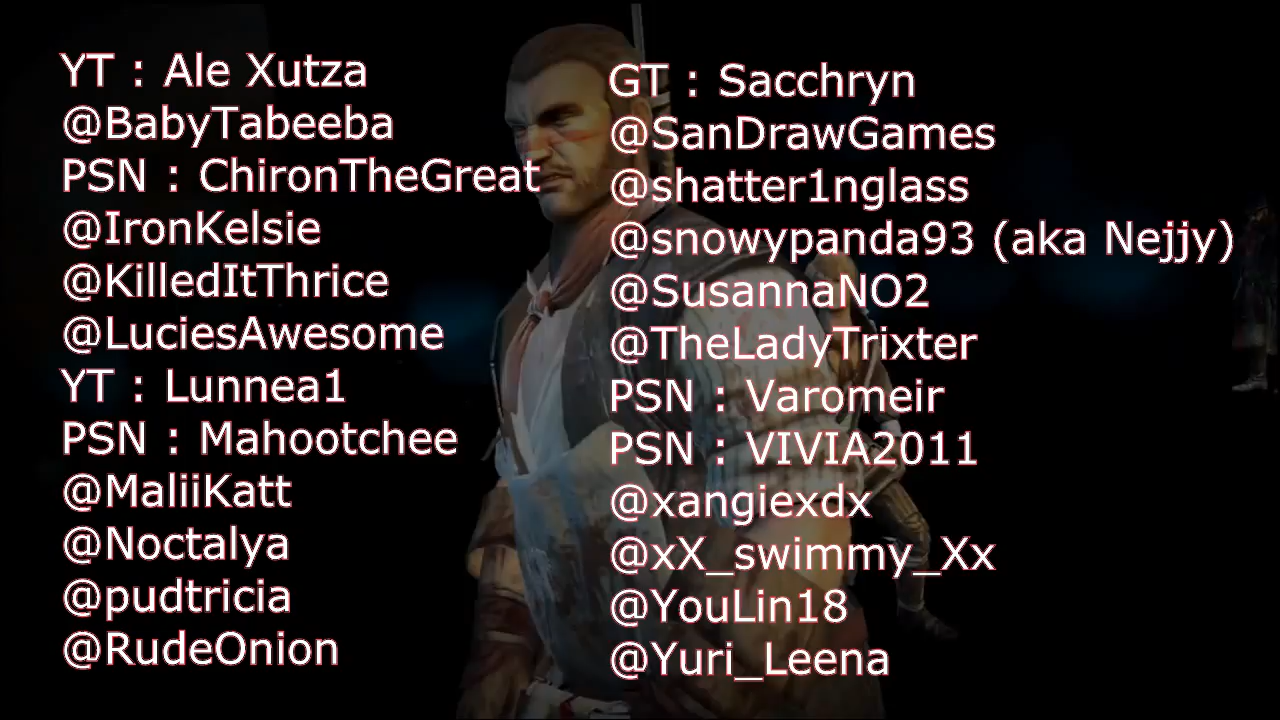 YT : Ale Xutza
@BabyTabeeba
PSN : ChironTheGreat
@IronKelsie
@KilledItThrice
@LuciesAwesome
YT : Lunnea1
PSN : Mahootchee
@MaliiKatt
@Noctalya
@pudtricia
@RudeOnion
GT : Sacchryn
@SanDrawGames
@shatter1nglass
@snowypanda93 (aka Nejjy)
@SusannaNO2
@TheLadyTrixter
PSN : Varomeir
PSN : VIVIA2011
@xangiexdx
@xX_swimmy_Xx
@YouLin18
@Yuri_Leena